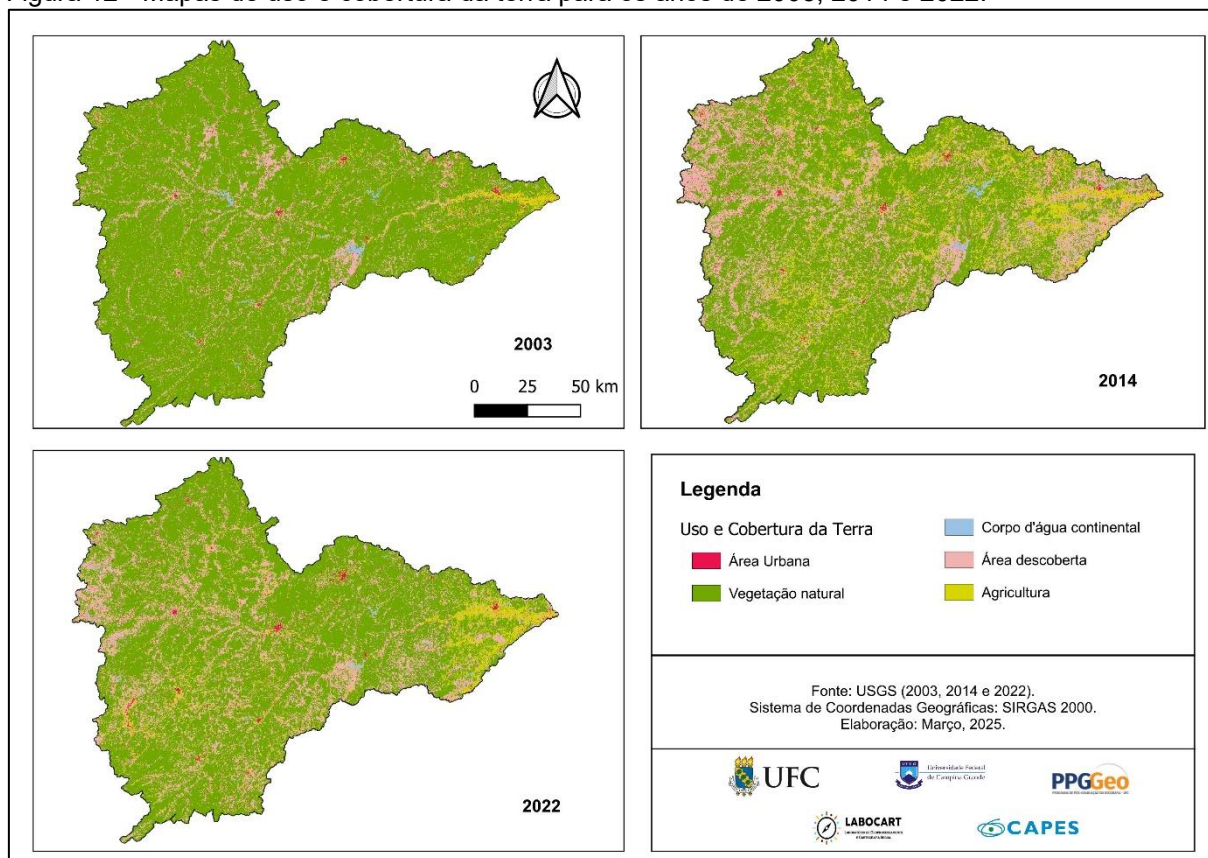 Figura 12 - Mapas de uso e cobertura da terra para os anos de 2003, 2014 e 2022.
2003
0 25 50 km
2014
2022
Legenda
Uso e Cobertura da Terra
Área Urbana
Vegetação natural
Corpo d'água continental
Área descoberta
Agricultura
Fonte: USGS (2003, 2014 e 2022).
Sistema de Coordenadas Geográficas: SIRGAS 2000.
Elaboração: Março, 2025.
UFC
Universidade Federal
de Campina Grande
PPGGeo
LABOCART
CAPES